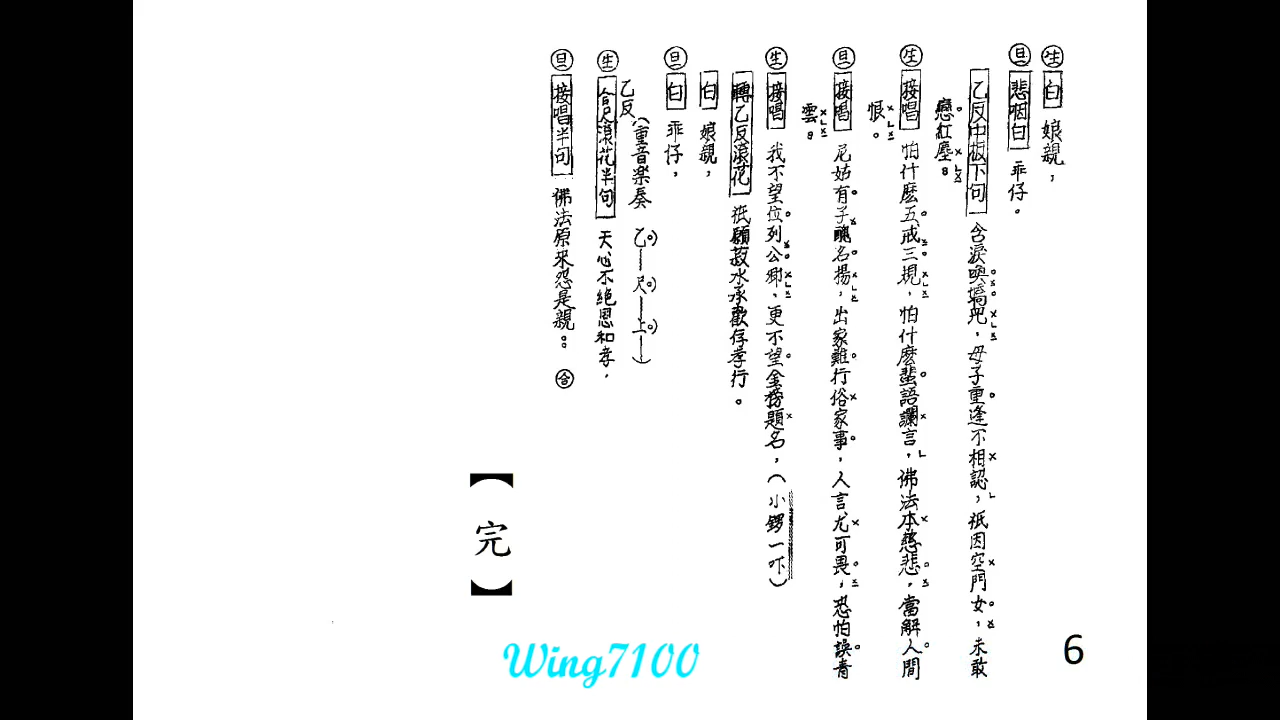 生 白 娘親，
旦 悲咽白 乖仔。
乙反中板下句 含淚喚嬌兒，母子重逢不相認，祇因空門女，未敢
戀紅塵。
生 接唱 怕什麽五戒三規，怕什麽蜚語讕言，佛法本慈悲，當解人間
恨。
旦 接唱 尼姑有子醜名揚，出家難行俗家事，人言尤可畏，恐怕誤青
雲。
生 接唱 我不望位列公卿，更不望金榜題名，（小鑼一吓）
轉乙反滾花 祇願菽水承歡存孝行。
白 娘親，
旦 白 乖仔，
乙反（重音樂奏 乙——尺——上——）
生 合尺滾花半句 天心不絕恩和孝，
旦 接唱半句 佛法原來怨是親。 合
【完】
Wing7100
6